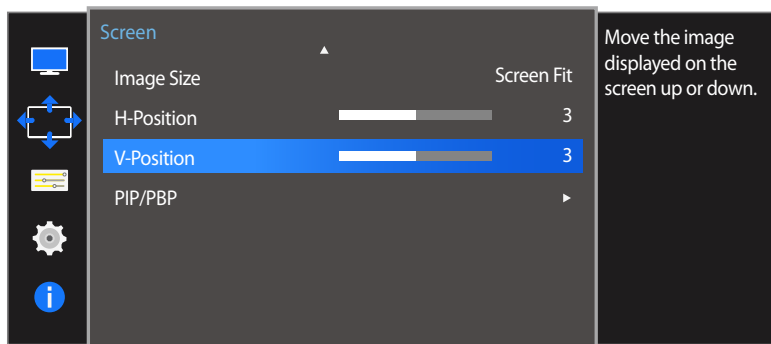 Screen
Image Size Screen Fit
H-Position 3
V-Position 3
PIP/PBP
Move the image
displayed on the
screen up or down.